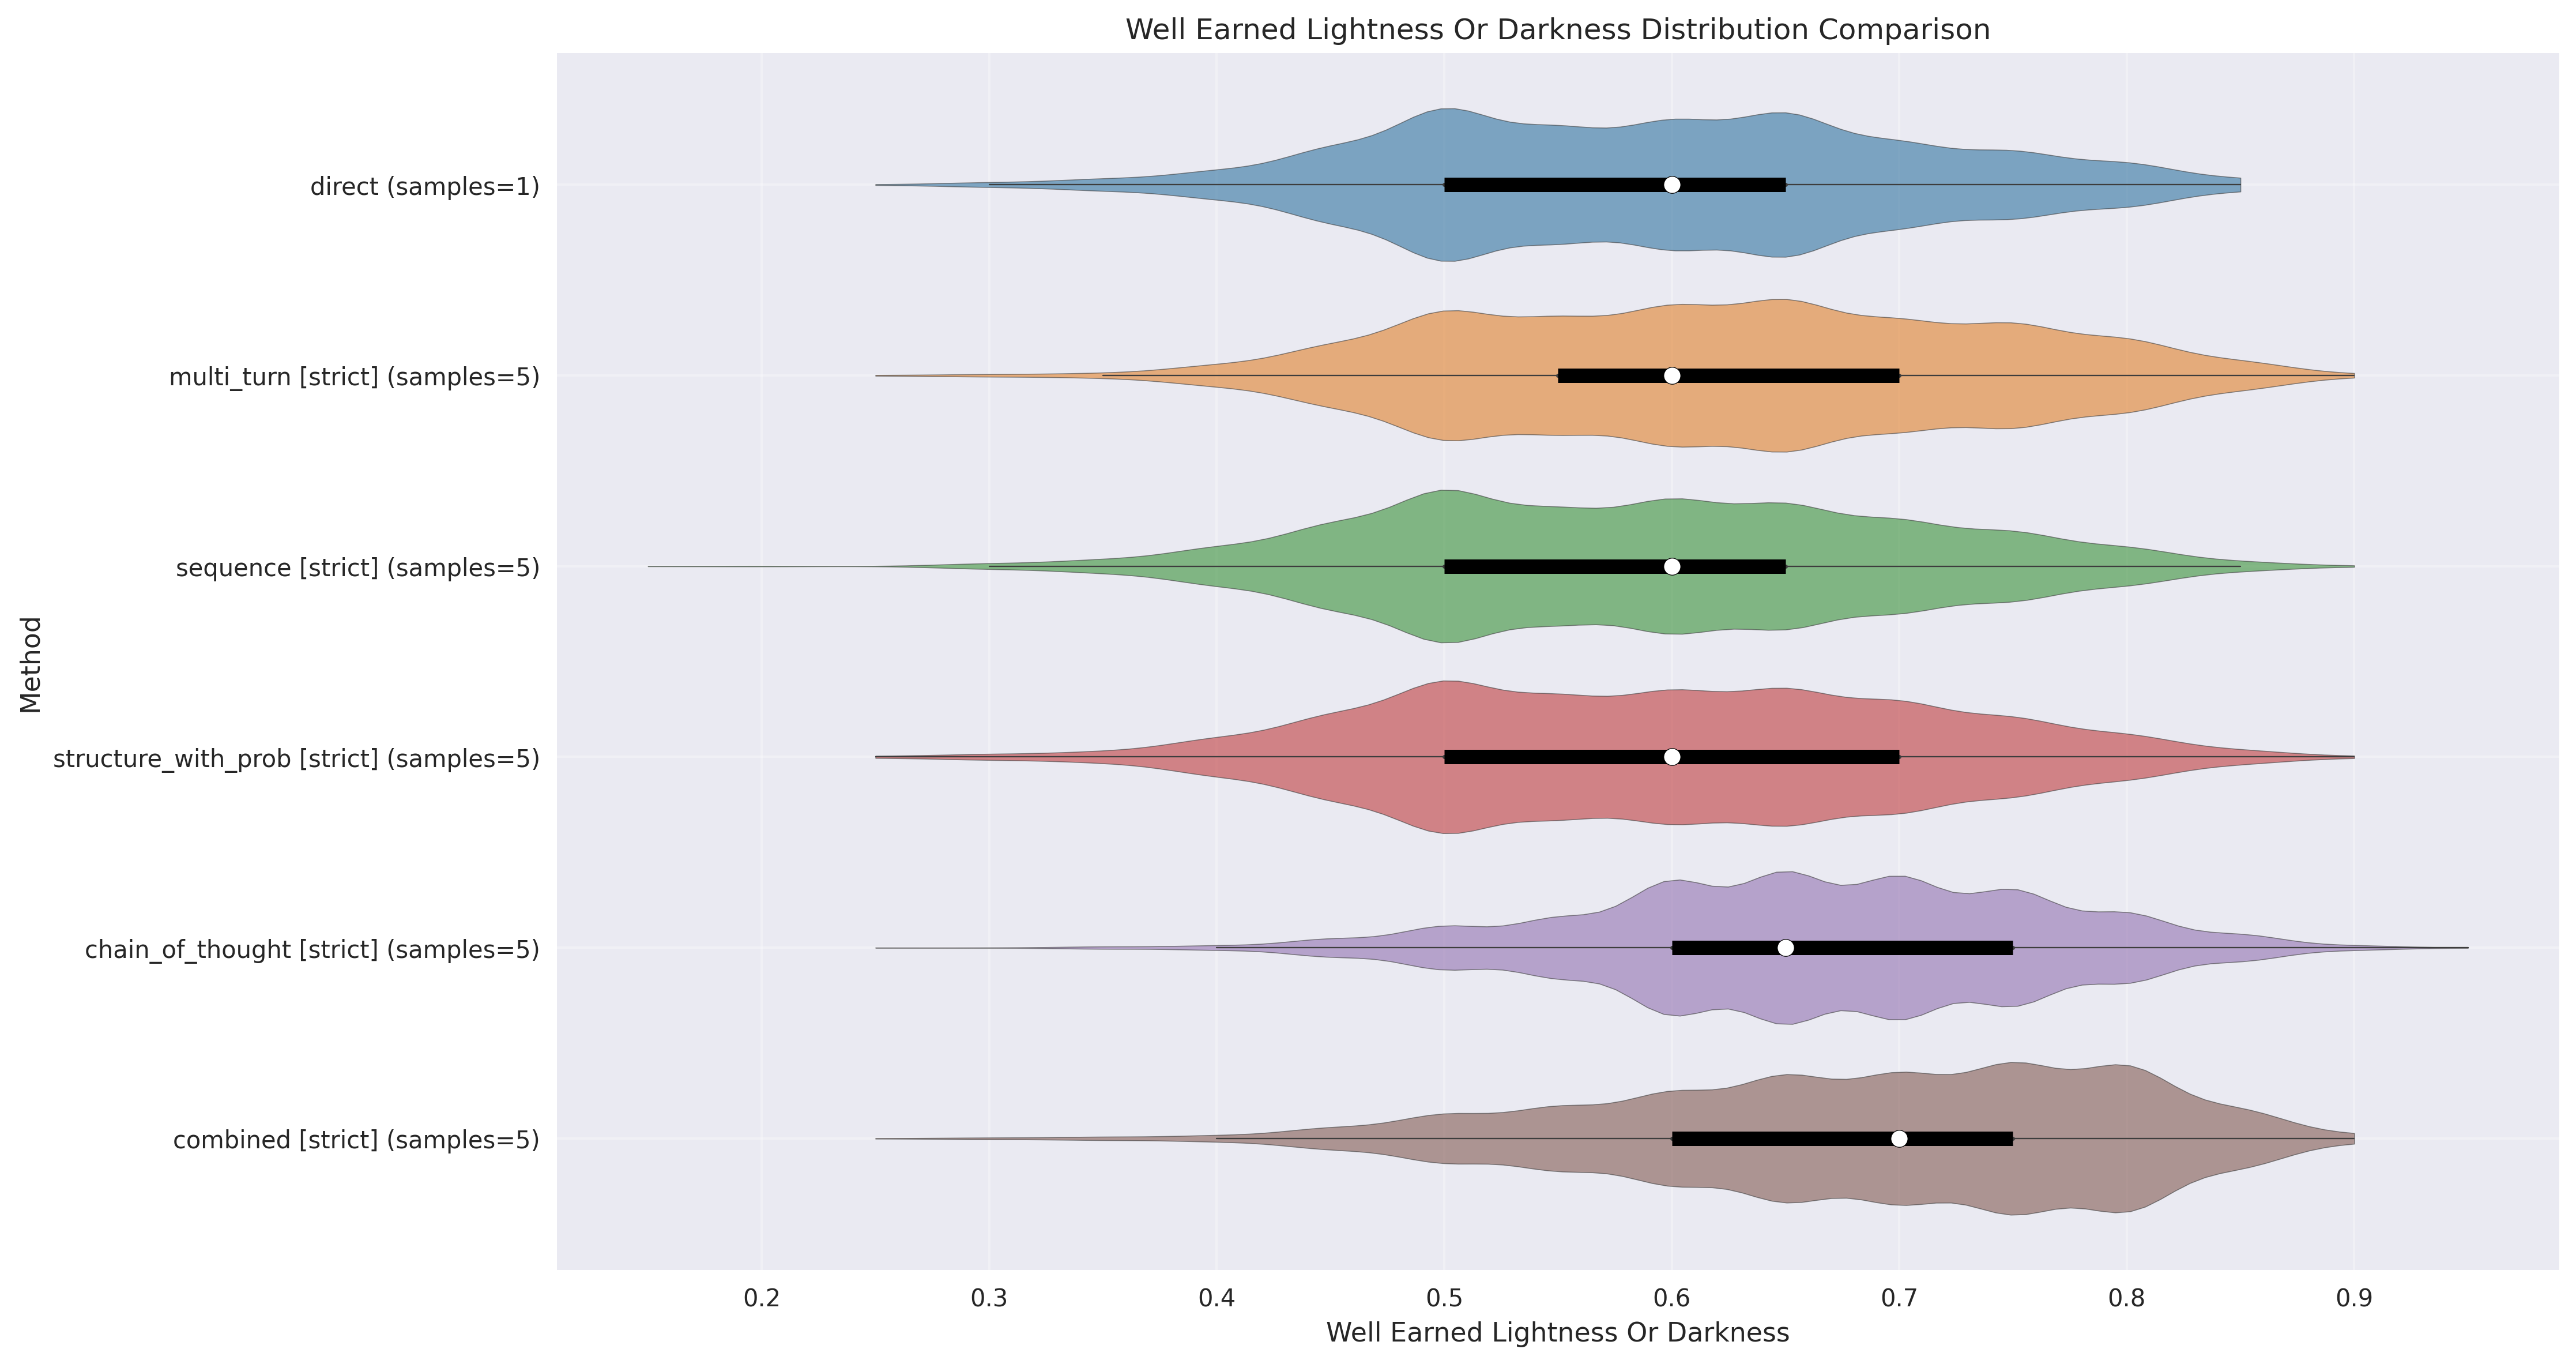 Well Earned Lightness Or Darkness Distribution Comparison
direct (samples=1)
multi_turn [strict] (samples=5)
sequence [strict] (samples=5)
structure_with_prob [strict] (samples=5)
chain_of_thought [strict] (samples=5)
combined [strict] (samples=5)
Method
0.2 0.3 0.4 0.5 0.6 0.7 0.8 0.9
Well Earned Lightness Or Darkness